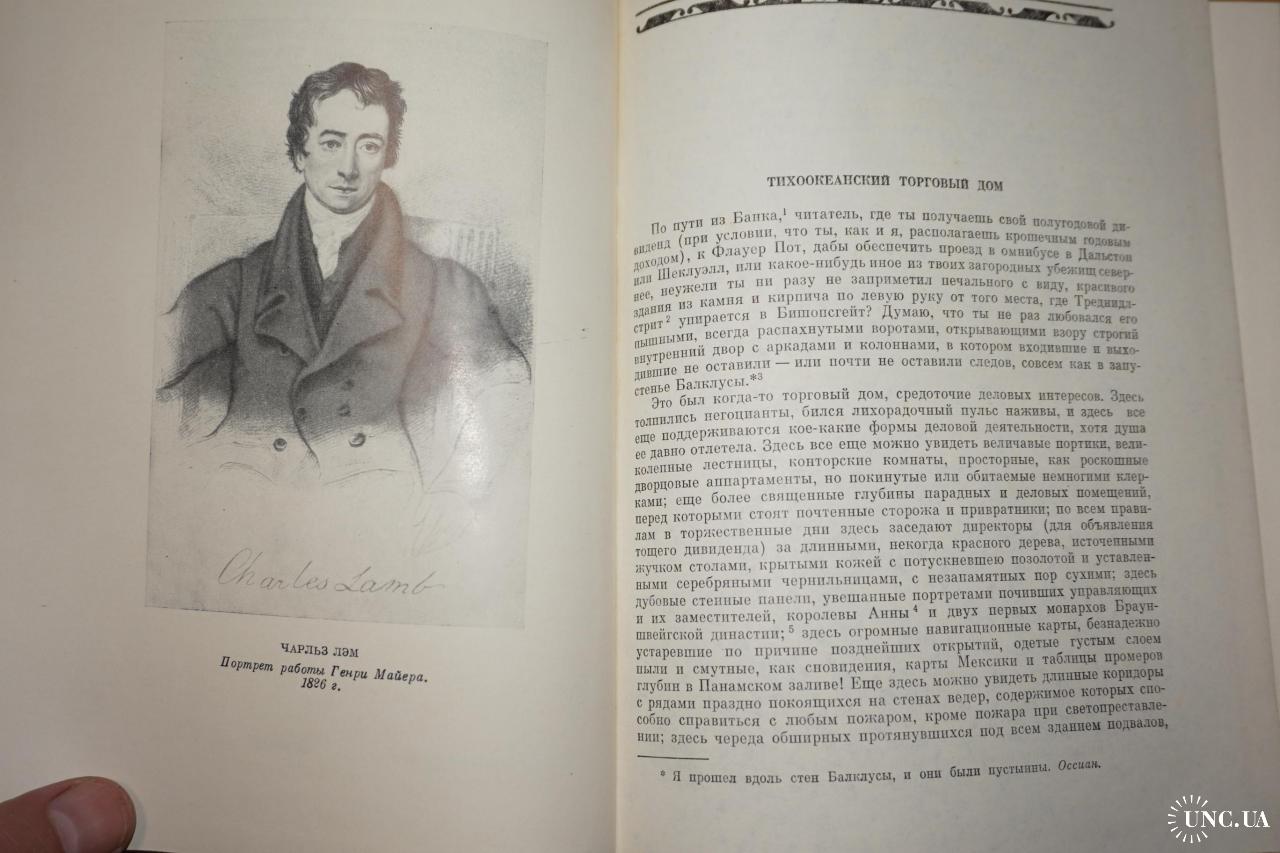 Charles Lamb
ЧАРЛЬЗ ЛЭМ
Портрет работы Генри Майера.
1826 г.
ТИХООКЕАНСКИЙ ТОРГОВЫЙ ДОМ
По пути из Банка,¹ читатель, где ты получаешь свой полугодовой ди-
виденд (при условии, что ты, как и я, располагаешь крошечным годовым
доходом), к Флауер Пот, дабы обеспечить проезд в омнибусе в Дальстон
или Шеклуэлл, или какое-нибудь иное из твоих загородных убежищ север-
нее, неужели ты ни разу не заприметил печального с виду, красивого
здания из камня и кирпича по левую руку от того места, где Треднидл-
стрит² упирается в Бишопсгейт? Думаю, что ты не раз любовался его
пышными, всегда распахнутыми воротами, открывающими взору строгий
внутренний двор с аркадами и колоннами, в котором входившие и выхо-
дившие не оставили — или почти не оставили следов, совсем как в запу-
стенье Балклусы.*³
Это был когда-то торговый дом, средоточие деловых интересов. Здесь
толпились негоцианты, бился лихорадочный пульс наживы, и здесь все
еще поддерживаются кое-какие формы деловой деятельности, хотя душа
ее давно отлетела. Здесь все еще можно увидеть величавые портики, вели-
колепные лестницы, конторские комнаты, просторные, как роскошные
дворцовые аппартаменты, но покинутые или обитаемые немногими клер-
ками; еще более священные глубины парадных и деловых помещений,
перед которыми стоят почтенные сторожа и привратники; по всем прави-
лам в торжественные дни здесь заседают директоры (для объявления
тощего дивиденда) за длинными, некогда красного дерева, источенными
жучком столами, крытыми кожей с потускневшею позолотой и уставлен-
ными серебряными чернильницами, с незапамятных пор сухими; здесь
дубовые стенные панели, увешанные портретами почивших управляющих
и их заместителей, королевы Анны⁴ и двух первых монархов Браун-
швейгской династии;⁵ здесь огромные навигационные карты, безнадежно
устаревшие по причине позднейших открытий, одетые густым слоем
пыли и смутные, как сновидения, карты Мексики и таблицы промеров
глубин в Панамском заливе! Еще здесь можно увидеть длинные коридоры
с рядами праздно покоящихся на стенах ведер, содержимое которых спо-
собно справиться с любым пожаром, кроме пожара при светопреставле-
нии; здесь череда обширных протянувшихся под всем зданием подвалов,
* Я прошел вдоль стен Балклусы, и они были пустынны. Оссиан.
UNC.UA